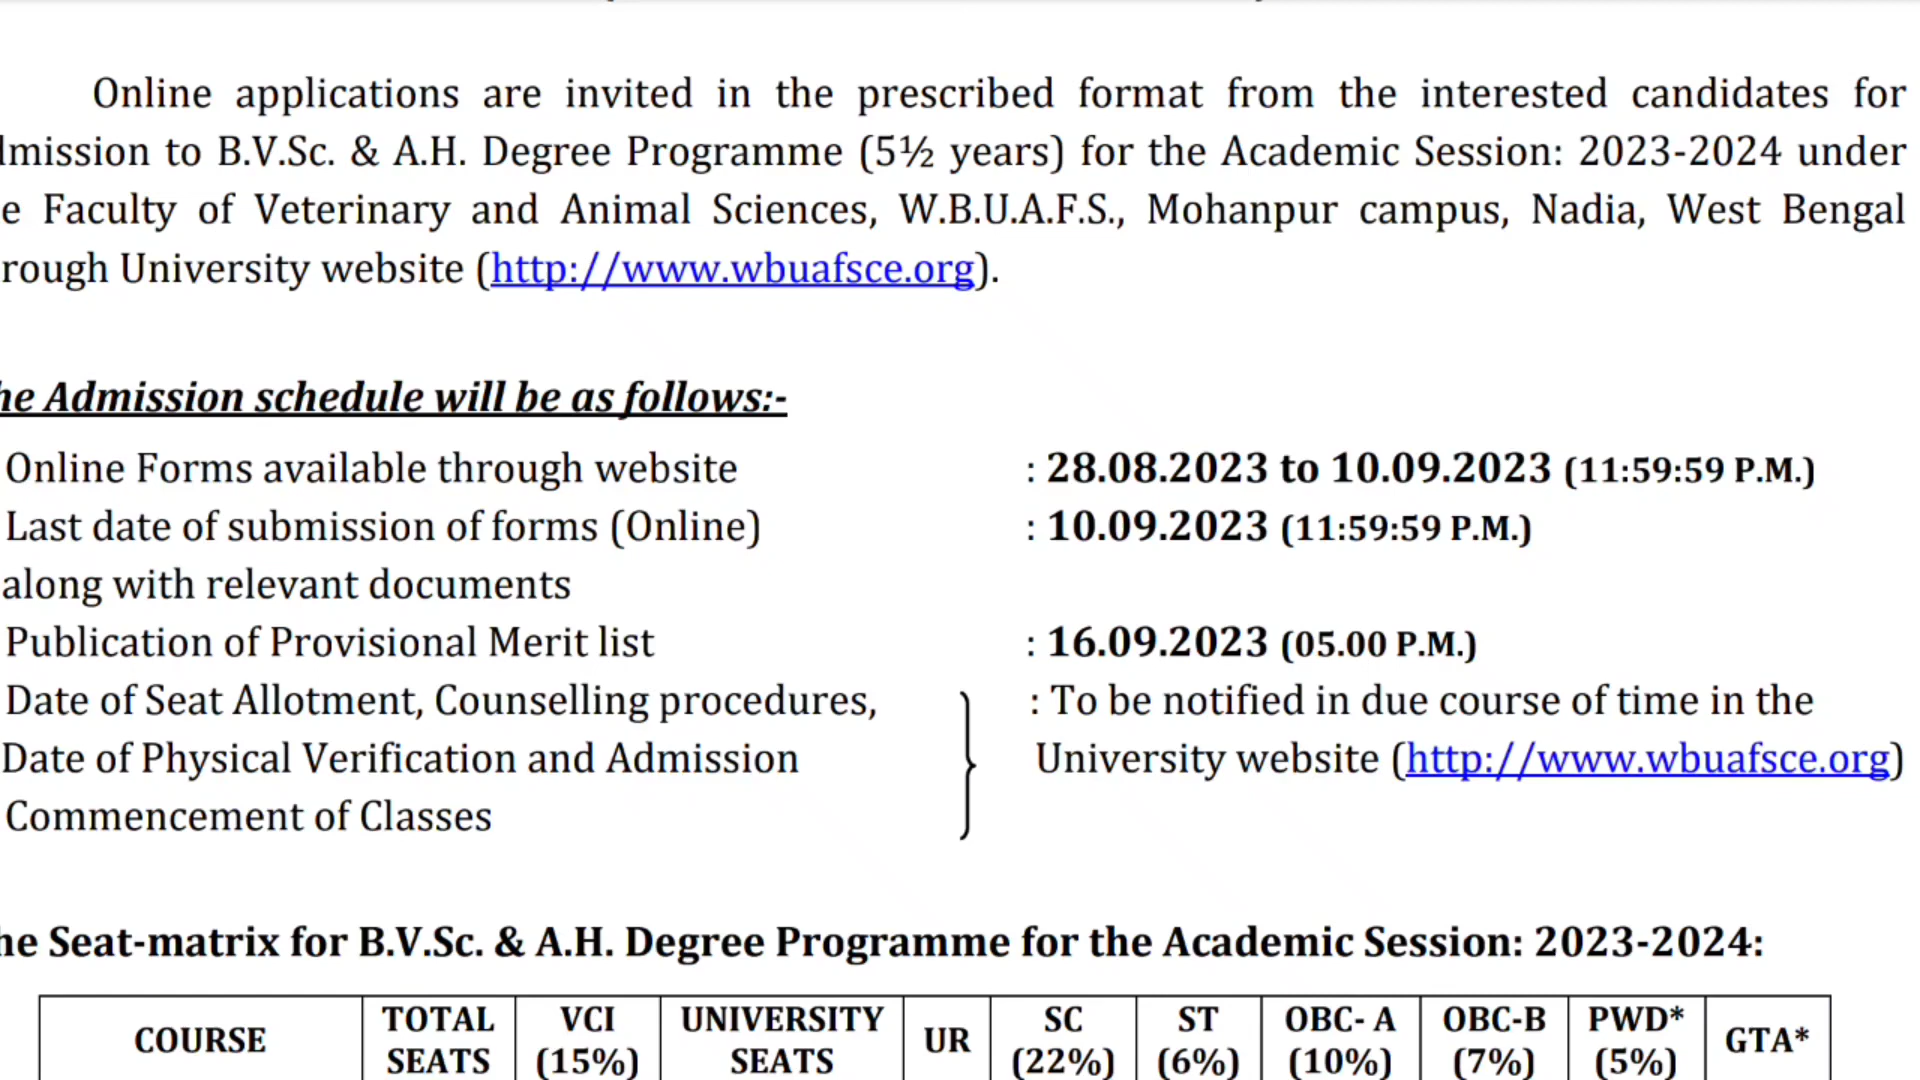 Online applications are invited in the prescribed format from the interested candidates for
lmission to B.V.Sc. & A.H. Degree Programme (5½ years) for the Academic Session: 2023-2024 under
e Faculty of Veterinary and Animal Sciences, W.B.U.A.F.S., Mohanpur campus, Nadia, West Bengal
rough University website (http://www.wbuafsce.org).
he Admission schedule will be as follows:-
Online Forms available through website : 28.08.2023 to 10.09.2023 (11:59:59 P.M.)
Last date of submission of forms (Online) : 10.09.2023 (11:59:59 P.M.)
along with relevant documents
Publication of Provisional Merit list : 16.09.2023 (05.00 P.M.)
Date of Seat Allotment, Counselling procedures, : To be notified in due course of time in the
Date of Physical Verification and Admission University website (http://www.wbuafsce.org)
Commencement of Classes
he Seat-matrix for B.V.Sc. & A.H. Degree Programme for the Academic Session: 2023-2024:
COURSE TOTAL SEATS VCI (15%) UNIVERSITY SEATS UR SC (22%) ST (6%) OBC- A (10%) OBC-B (7%) PWD* (5%) GTA*